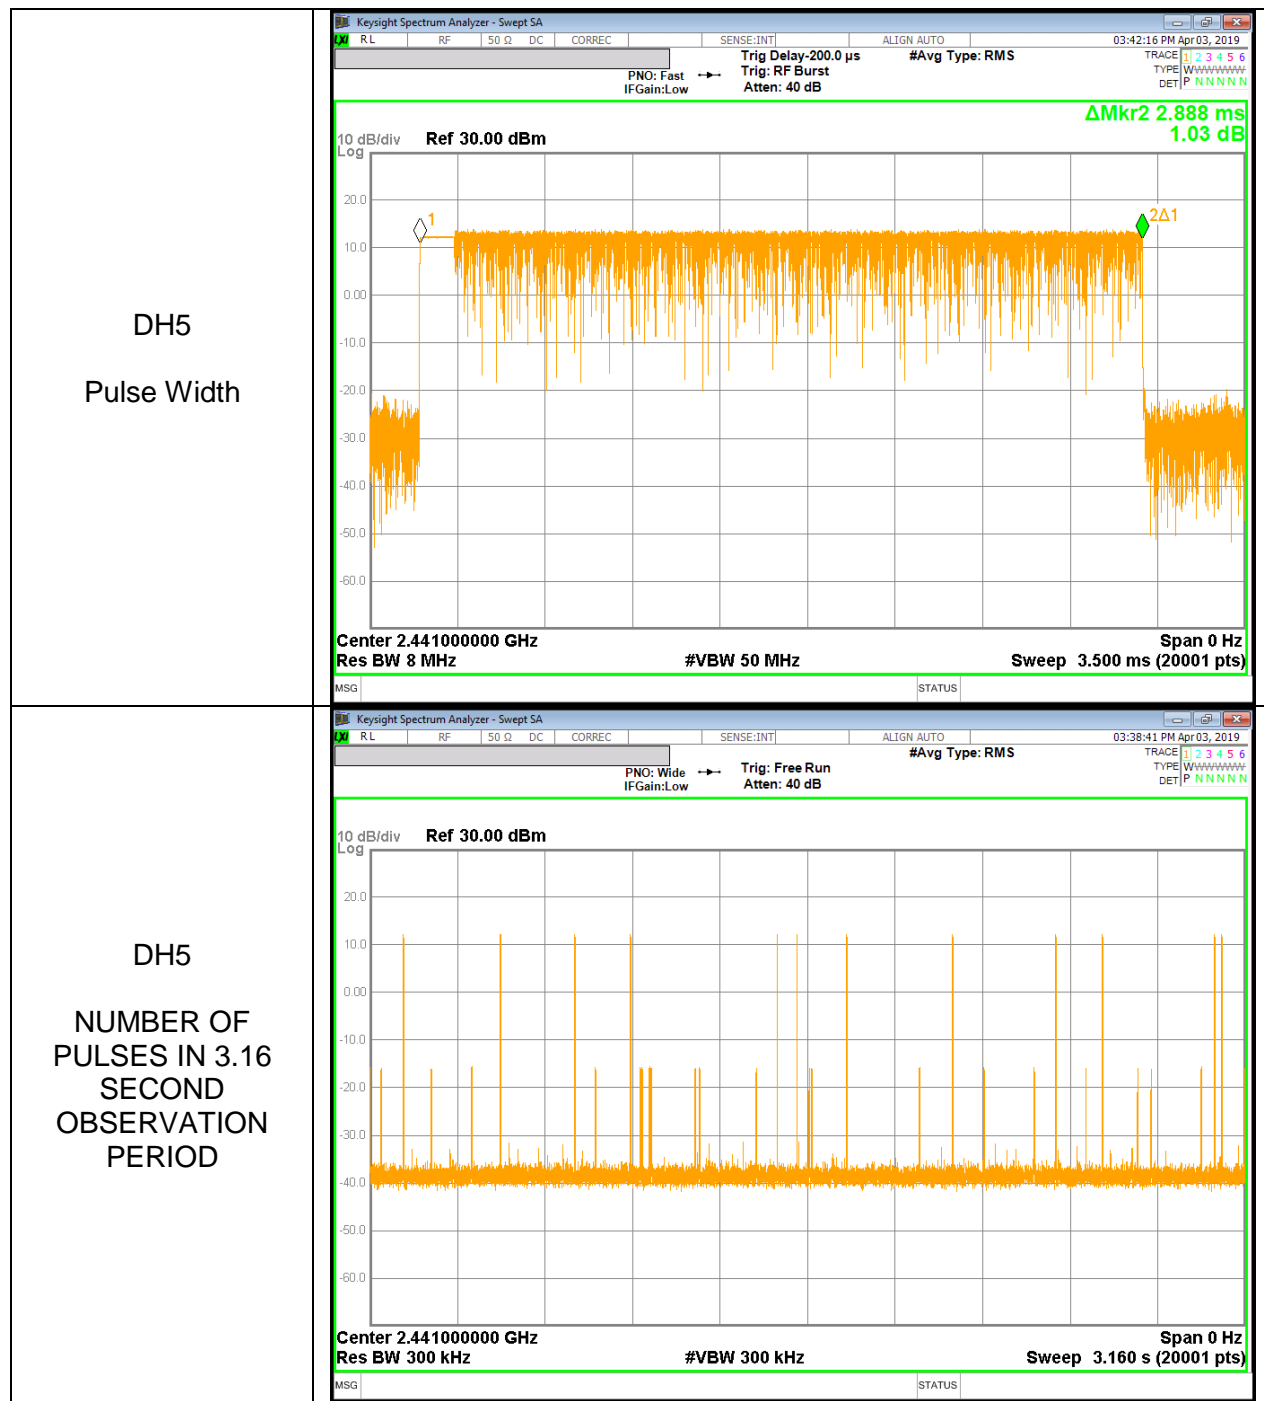 DH5
Pulse Width
Keysight Spectrum Analyzer - Swept SA
LXI RL RF 50 Ω DC CORREC SENSE:INT ALIGN AUTO 03:42:16 PM Apr 03, 2019
Trig Delay-200.0 µs #Avg Type: RMS TRACE 1 2 3 4 5 6
PNO: Fast Trig: RF Burst TYPE WWWWWWW
IFGain:Low Atten: 40 dB DET P N N N N N
ΔMkr2 2.888 ms
1.03 dB
10 dB/div Ref 30.00 dBm
Log
20.0
1
2Δ1
10.0
0.00
-10.0
-20.0
-30.0
-40.0
-50.0
-60.0
Center 2.441000000 GHz Span 0 Hz
Res BW 8 MHz #VBW 50 MHz Sweep 3.500 ms (20001 pts)
MSG STATUS
DH5
NUMBER OF
PULSES IN 3.16
SECOND
OBSERVATION
PERIOD
Keysight Spectrum Analyzer - Swept SA
LXI RL RF 50 Ω DC CORREC SENSE:INT ALIGN AUTO 03:38:41 PM Apr 03, 2019
#Avg Type: RMS TRACE 1 2 3 4 5 6
PNO: Wide Trig: Free Run TYPE WWWWWWW
IFGain:Low Atten: 40 dB DET P N N N N N
10 dB/div Ref 30.00 dBm
Log
20.0
10.0
0.00
-10.0
-20.0
-30.0
-40.0
-50.0
-60.0
Center 2.441000000 GHz Span 0 Hz
Res BW 300 kHz #VBW 300 kHz Sweep 3.160 s (20001 pts)
MSG STATUS